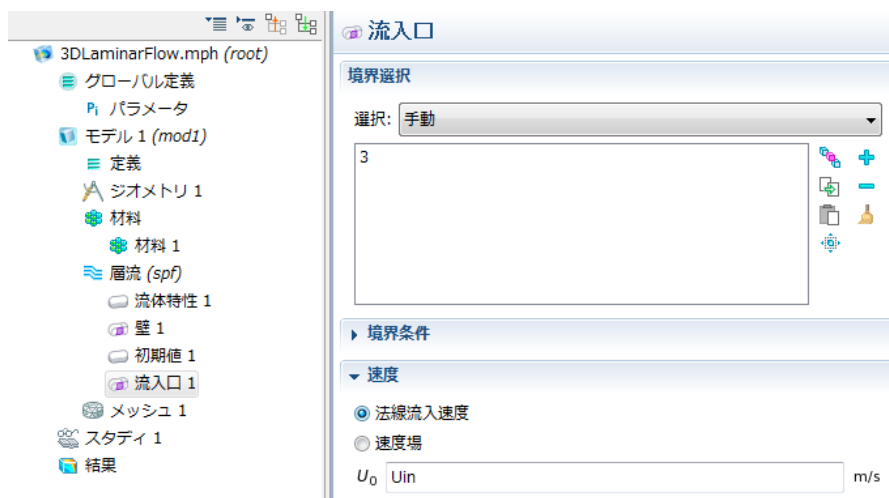 3DLaminarFlow.mph (root)
グローバル定義
Pi パラメータ
モデル 1 (mod1)
定義
ジオメトリ 1
材料
材料 1
層流 (spf)
流体特性 1
壁 1
初期値 1
流入口 1
メッシュ 1
スタディ 1
結果
流入口
境界選択
選択: 手動
3
境界条件
速度
法線流入速度
速度場
U₀ Uin m/s